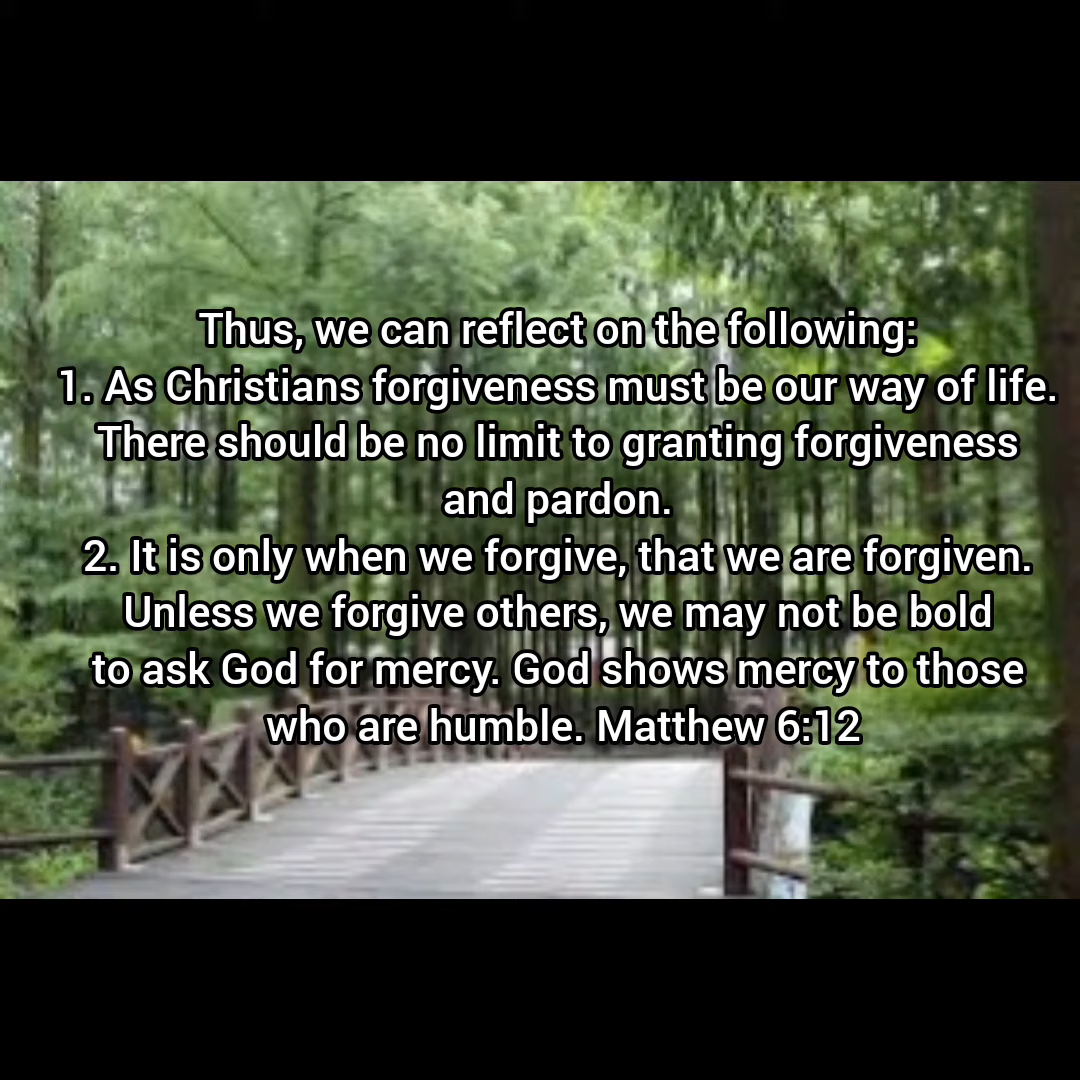 Thus, we can reflect on the following:
1. As Christians forgiveness must be our way of life.
There should be no limit to granting forgiveness
and pardon.
2. It is only when we forgive, that we are forgiven.
Unless we forgive others, we may not be bold
to ask God for mercy. God shows mercy to those
who are humble. Matthew 6:12